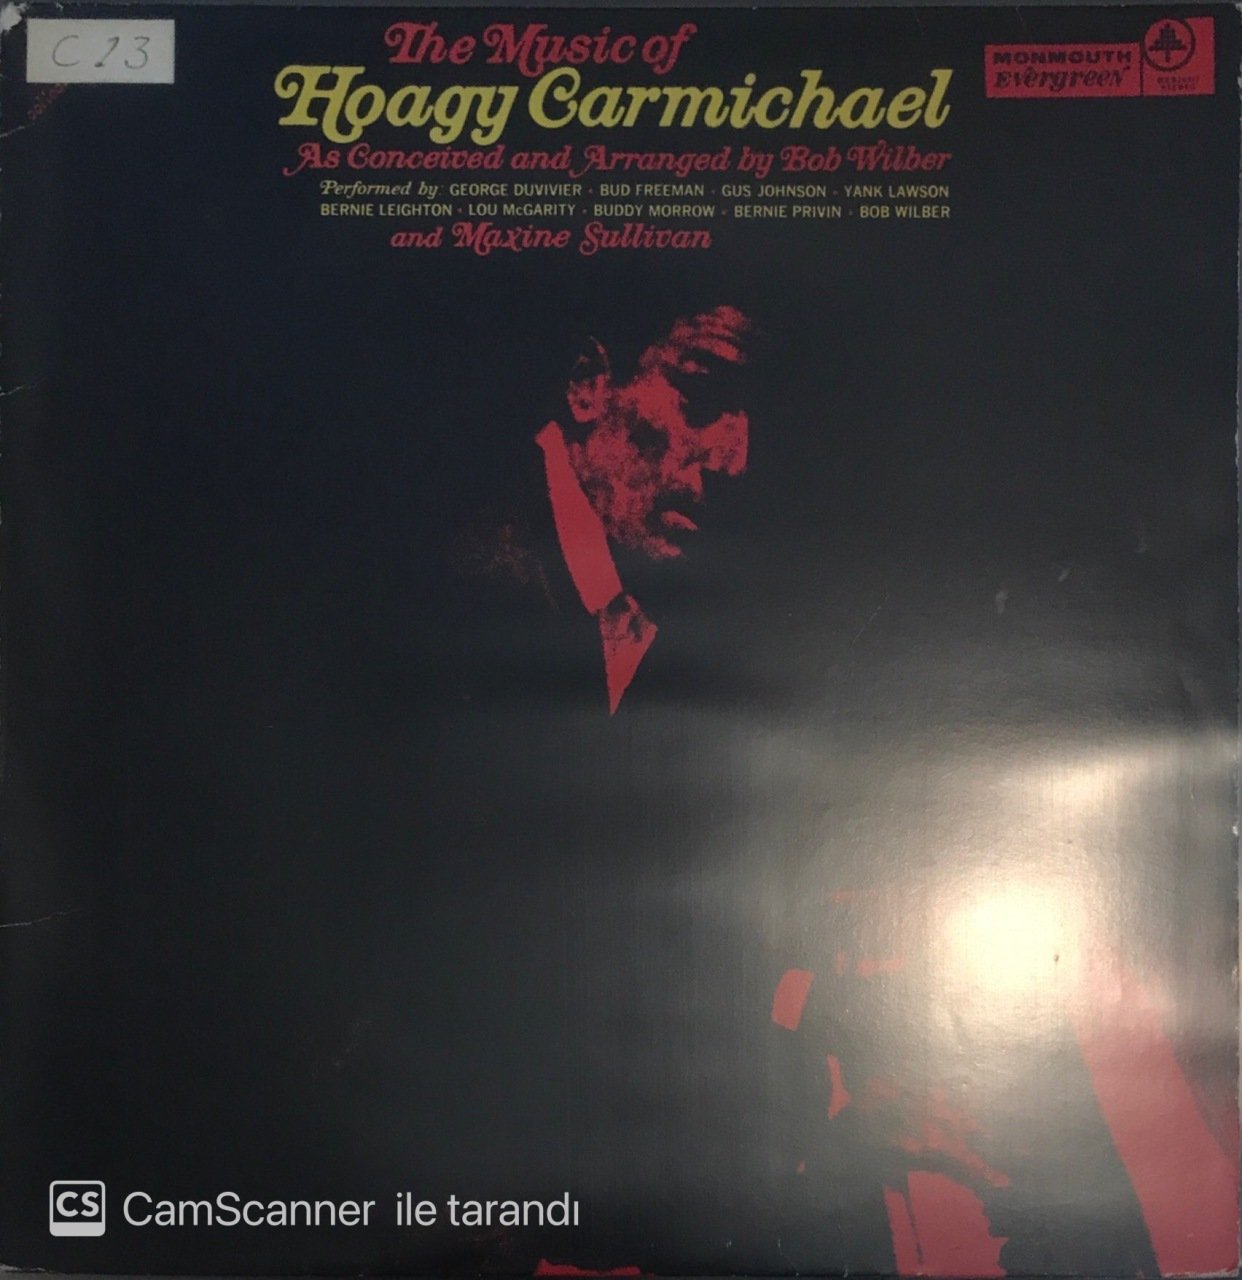 C 23
The Music of
Hoagy Carmichael
As Conceived and Arranged by Bob Wilber
Performed by: GEORGE DUVIVIER · BUD FREEMAN · GUS JOHNSON · YANK LAWSON
BERNIE LEIGHTON · LOU McGARITY · BUDDY MORROW · BERNIE PRIVIN · BOB WILBER
and Maxine Sullivan
MONMOUTH
Evergreen
STEREO
CS CamScanner ile tarandı